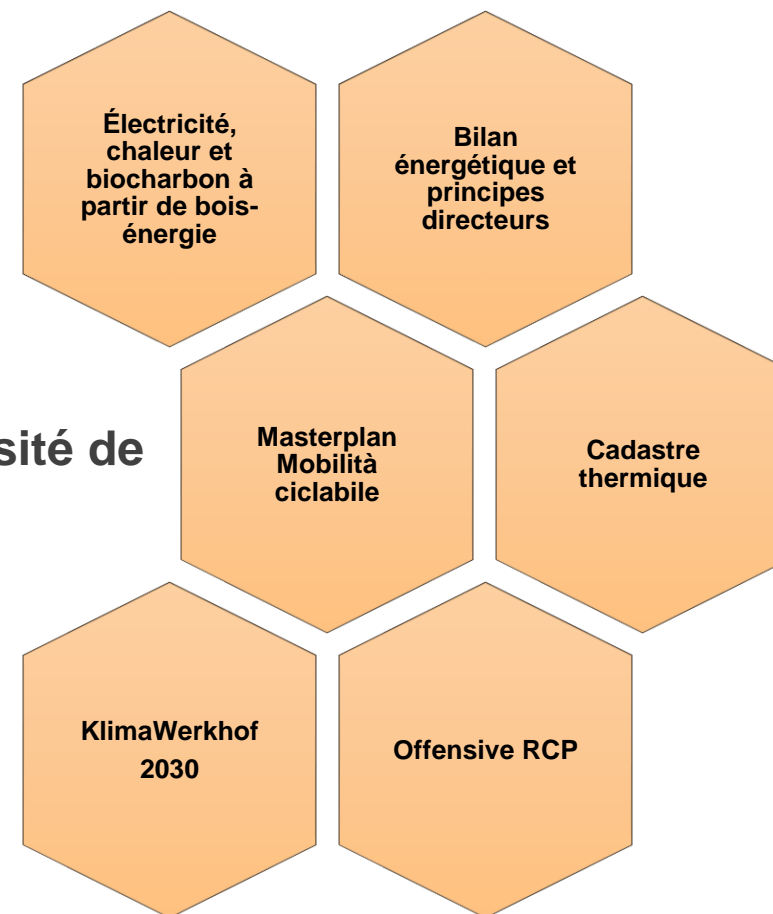 Électricité,
chaleur et
biocharbon à
partir de bois-
énergie
Bilan
énergétique et
principes
directeurs
sité de
Masterplan
Mobilità
ciclabile
Cadastre
thermique
KlimaWerkhof
2030
Offensive RCP